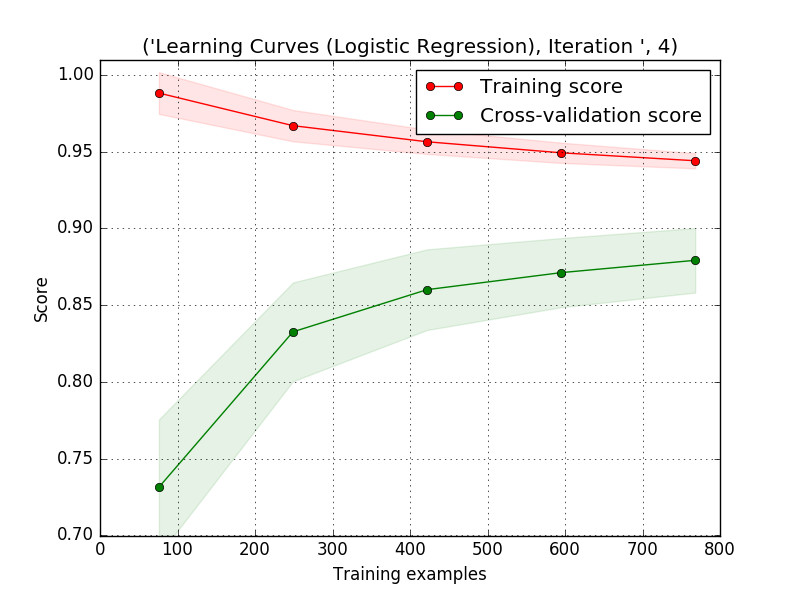 ('Learning Curves (Logistic Regression), Iteration ', 4)
Training score
Cross-validation score
Score
1.00
0.95
0.90
0.85
0.80
0.75
0.70
0 100 200 300 400 500 600 700 800
Training examples